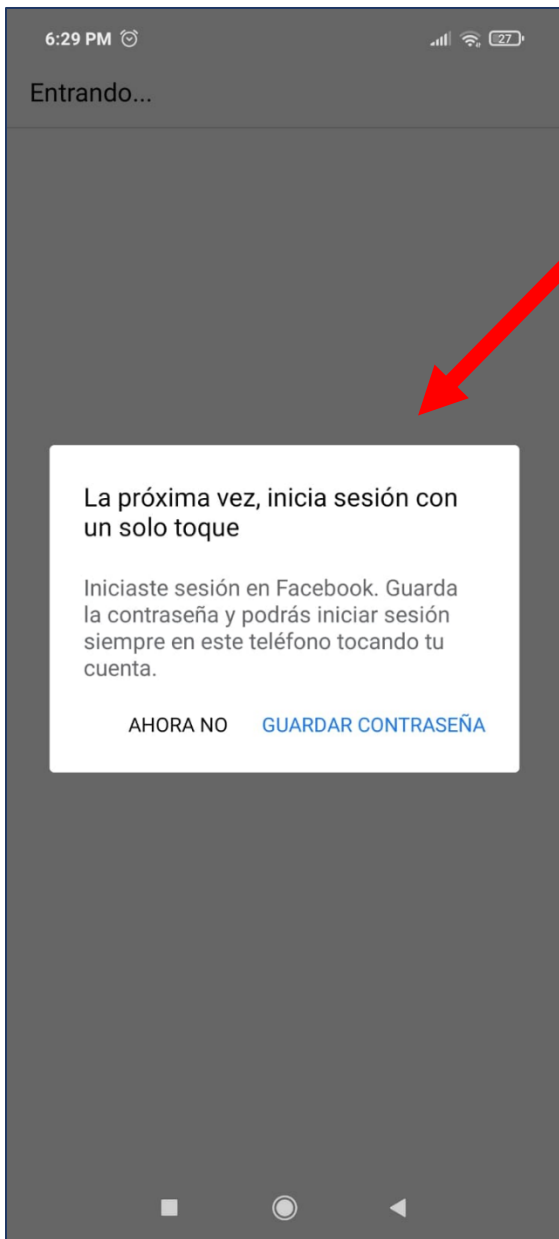 6:29 PM
27
Entrando...
La próxima vez, inicia sesión con
un solo toque
Iniciaste sesión en Facebook. Guarda
la contraseña y podrás iniciar sesión
siempre en este teléfono tocando tu
cuenta.
AHORA NO GUARDAR CONTRASEÑA